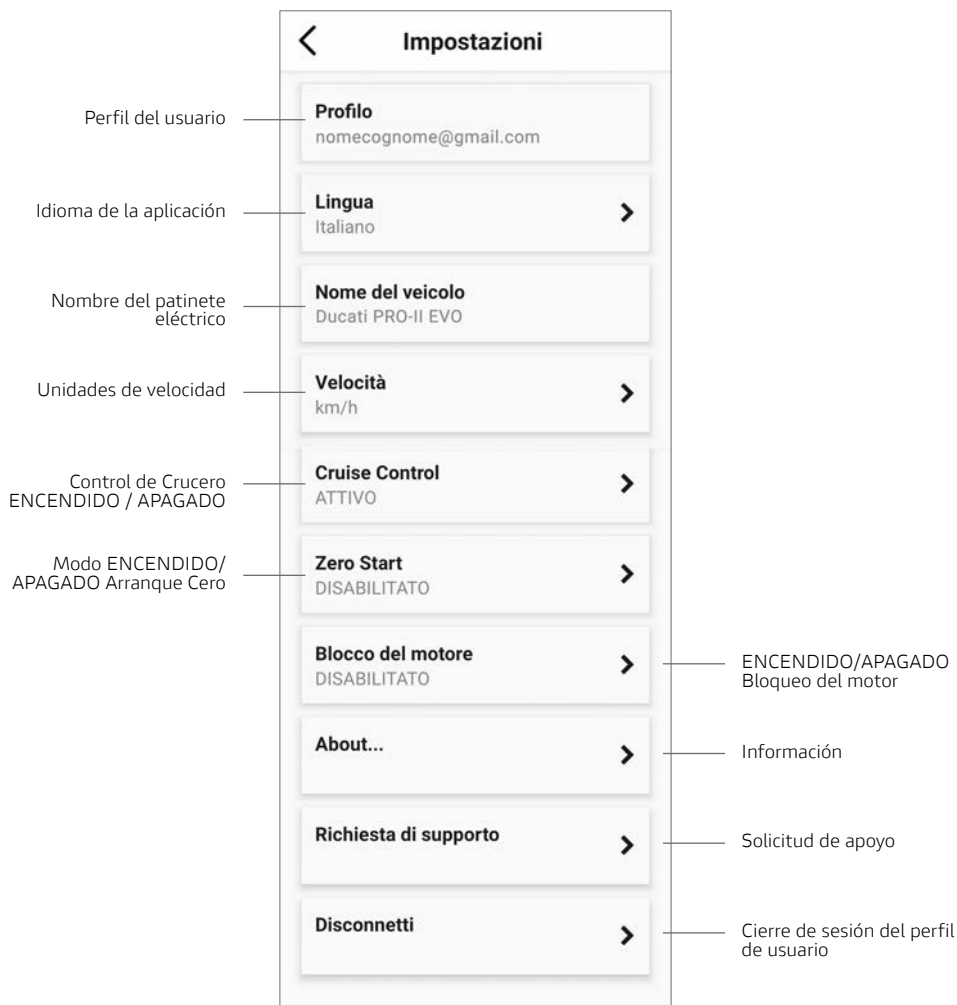 Impostazioni
Perfil del usuario
Profilo
nomecognome@gmail.com
Idioma de la aplicación
Lingua
Italiano
Nombre del patinete
eléctrico
Nome del veicolo
Ducati PRO-II EVO
Unidades de velocidad
Velocità
km/h
Control de Crucero
ENCENDIDO / APAGADO
Cruise Control
ATTIVO
Modo ENCENDIDO/
APAGADO Arranque Cero
Zero Start
DISABILITATO
Blocco del motore
DISABILITATO
ENCENDIDO/APAGADO
Bloqueo del motor
About...
Información
Richiesta di supporto
Solicitud de apoyo
Disconnetti
Cierre de sesión del perfil
de usuario